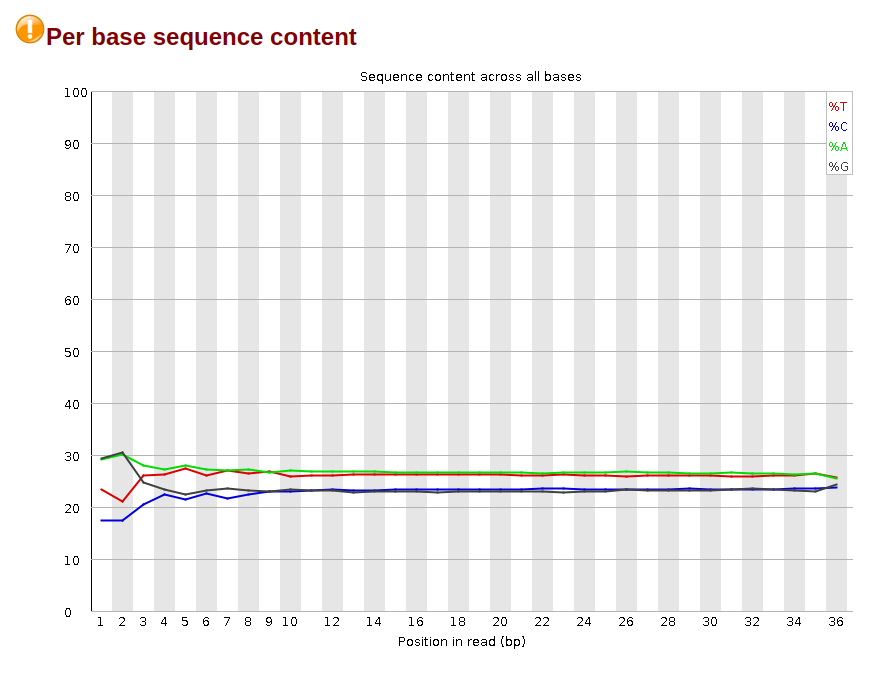 Per base sequence content
Sequence content across all bases
%T
%C
%A
%G
100
90
80
70
60
50
40
30
20
10
0
1 2 3 4 5 6 7 8 9 10 12 14 16 18 20 22 24 26 28 30 32 34 36
Position in read (bp)